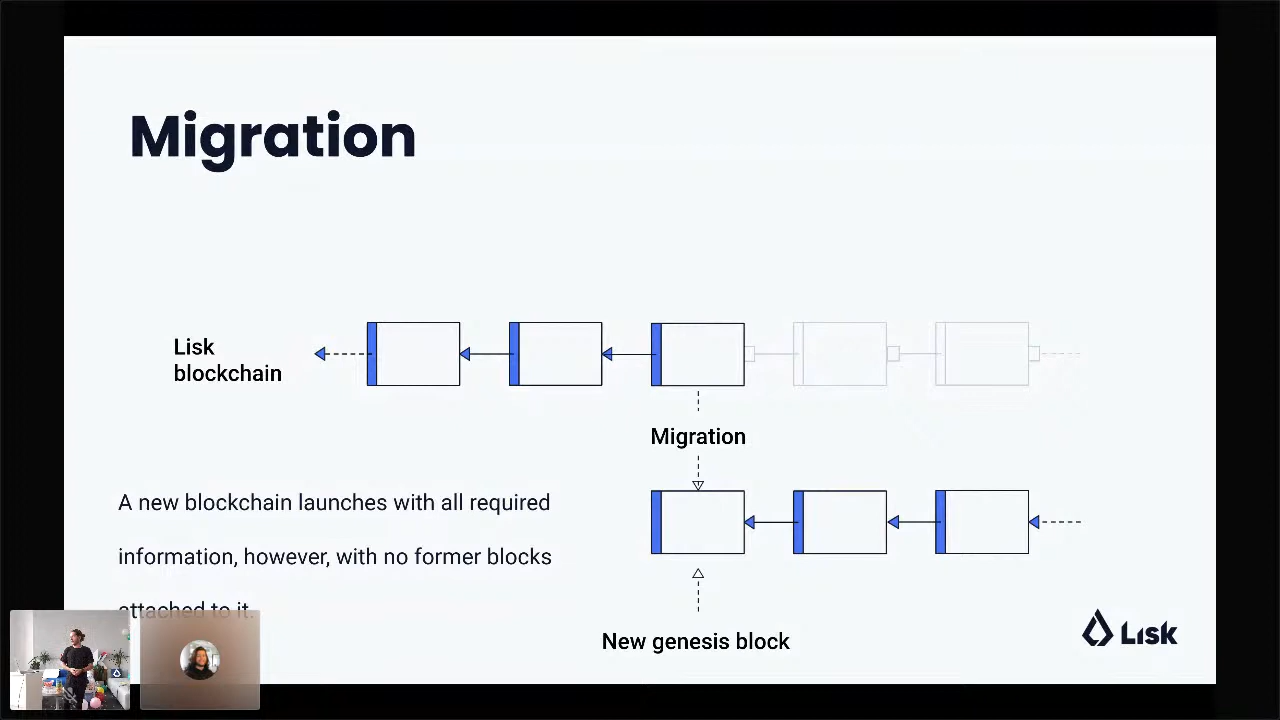 Migration
Lisk
blockchain
Migration
A new blockchain launches with all required
information, however, with no former blocks
attached to it.
New genesis block
Lisk